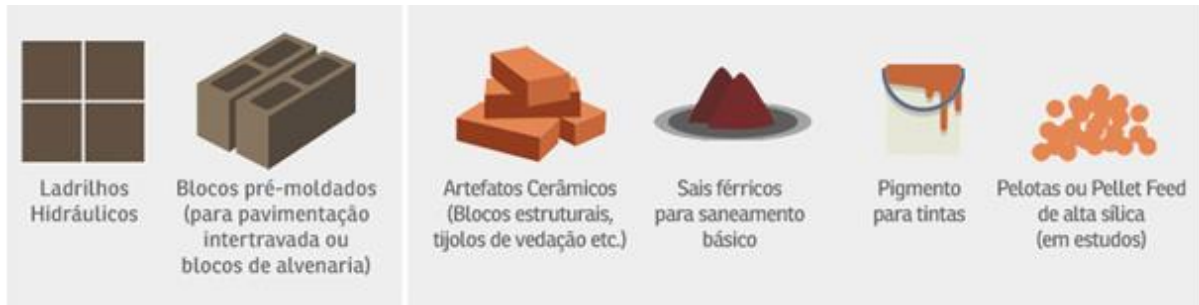 Ladrilhos
Hidráulicos
Blocos pré-moldados
(para pavimentação
intertravada ou
blocos de alvenaria)
Artefatos Cerâmicos
(Blocos estruturais,
tijolos de vedação etc.)
Sais férricos
para saneamento
básico
Pigmento
para tintas
Pelotas ou Pellet Feed
de alta sílica
(em estudos)